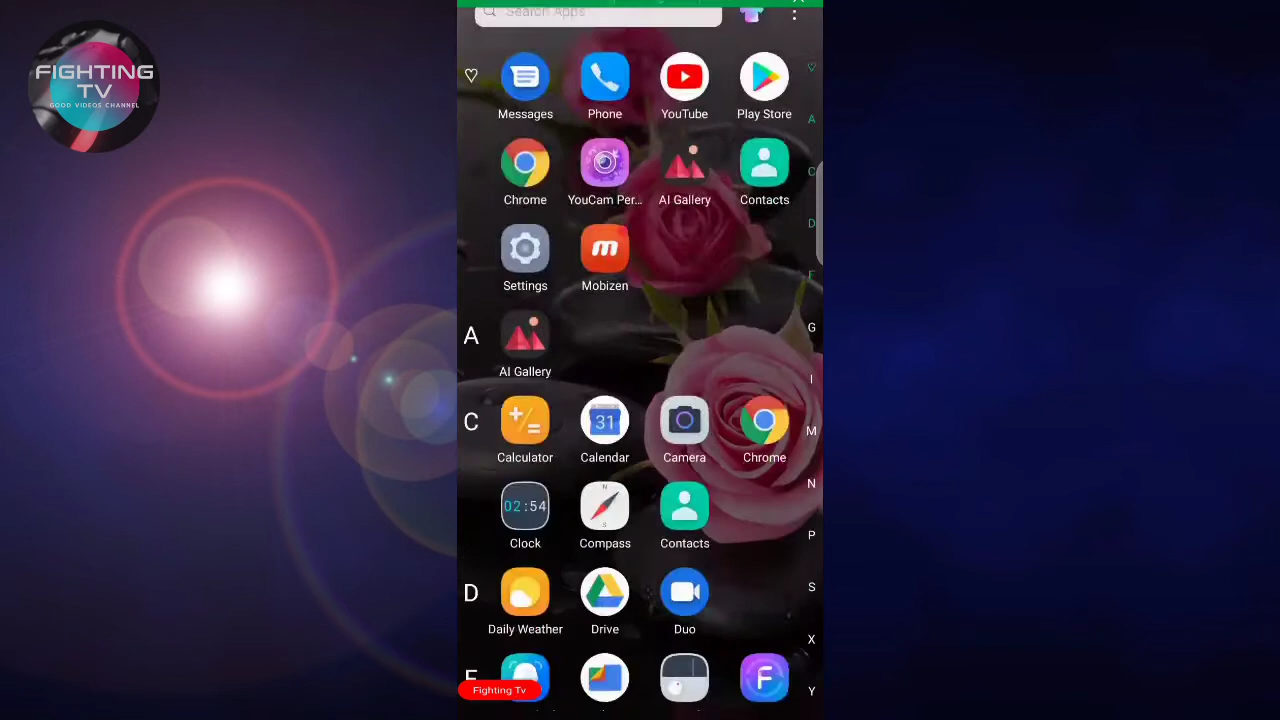 FIGHTING
TV
GOOD VIDEOS CHANNEL
Search Apps
Messages Phone YouTube Play Store
Chrome YouCam Per... AI Gallery Contacts
Settings Mobizen
A
AI Gallery
C
Calculator Calendar Camera Chrome
31
Clock Compass Contacts
02:54
N
S
D
Daily Weather Drive Duo
F
Fighting Tv
A
C
D
F
G
I
M
N
P
S
X
Y